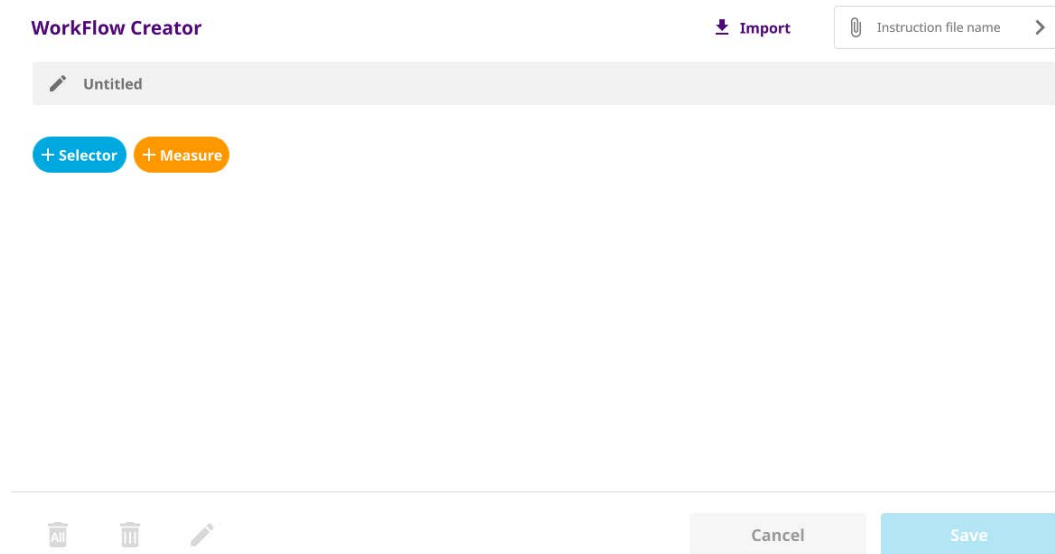 WorkFlow Creator
Import
Instruction file name
Untitled
+ Selector
+ Measure
All
Cancel
Save